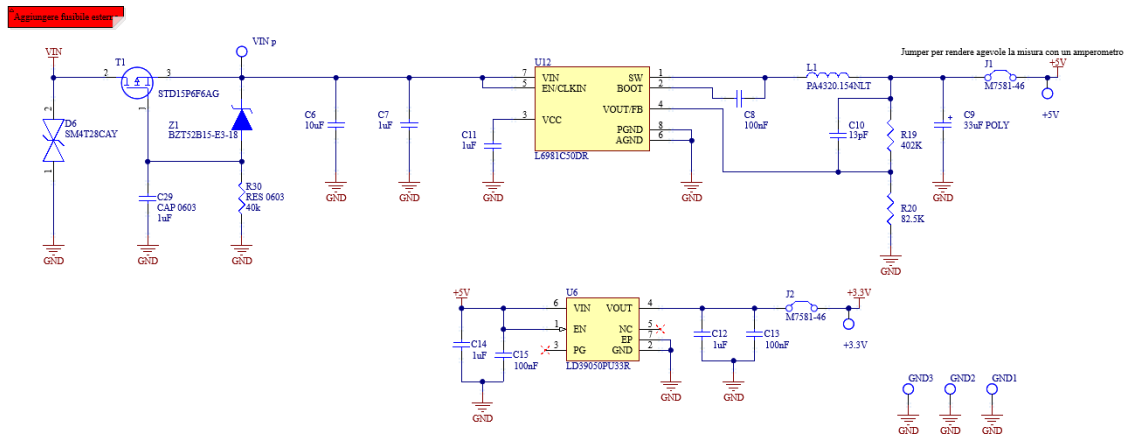 Aggiungere fisibile estern
VIN
T1
2
3
STD15P6F6AG
1
VIN p
2
D6
SM4T28CAY
1
Z1
BZT52B15-E3-18
C29
CAP 0603
1uF
R30
RES 0603
40k
GND
GND
GND
C6
10uF
GND
C7
1uF
GND
C11
1uF
GND
U12
7
5
3
VIN
EN/CLKIN
VCC
SW
BOOT
VOUT/FB
PGND
AGND
1
2
4
8
6
L6981C50DR
GND
C8
100nF
L1
PA4320.154NLT
C10
13pF
R19
402K
R20
82.5K
GND
C9
33uF POLY
+
GND
Jumper per rendere agevole la misura con un amperometro
J1
M7581-46
+5V
+5V
+5V
C14
1uF
C15
100nF
GND
U6
6
1
3
VIN
EN
PG
VOUT
NC
EP
GND
4
5
7
2
LD39050PU33R
GND
C12
1uF
C13
100nF
GND
J2
M7581-46
+3.3V
+3.3V
GND3
GND2
GND1
GND
GND
GND